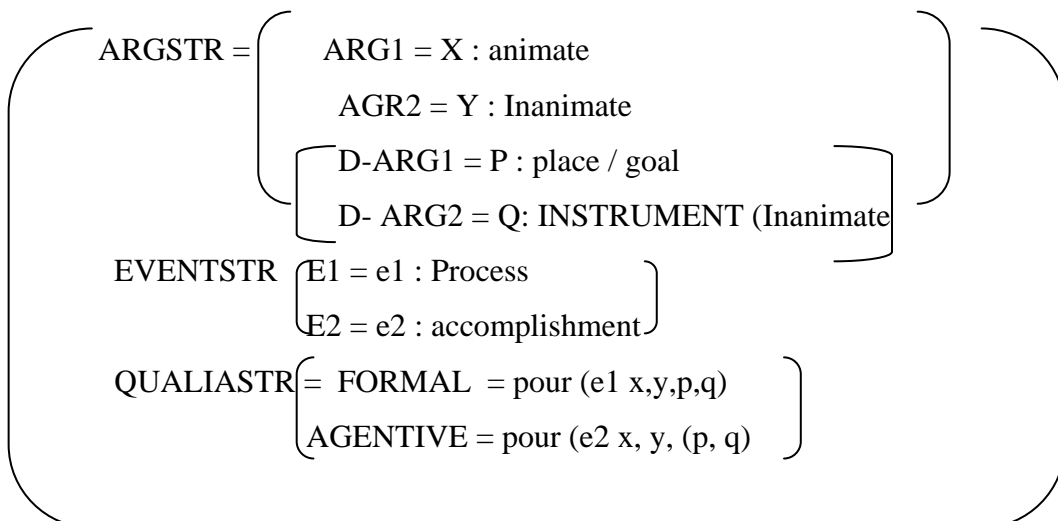 ARGSTR = ARG1 = X : animate
AGR2 = Y : Inanimate
D-ARG1 = P : place / goal
D- ARG2 = Q: INSTRUMENT (Inanimate
EVENTSTR E1 = e1 : Process
E2 = e2 : accomplishment
QUALIASTR = FORMAL = pour (e1 x,y,p,q)
AGENTIVE = pour (e2 x, y, (p, q)